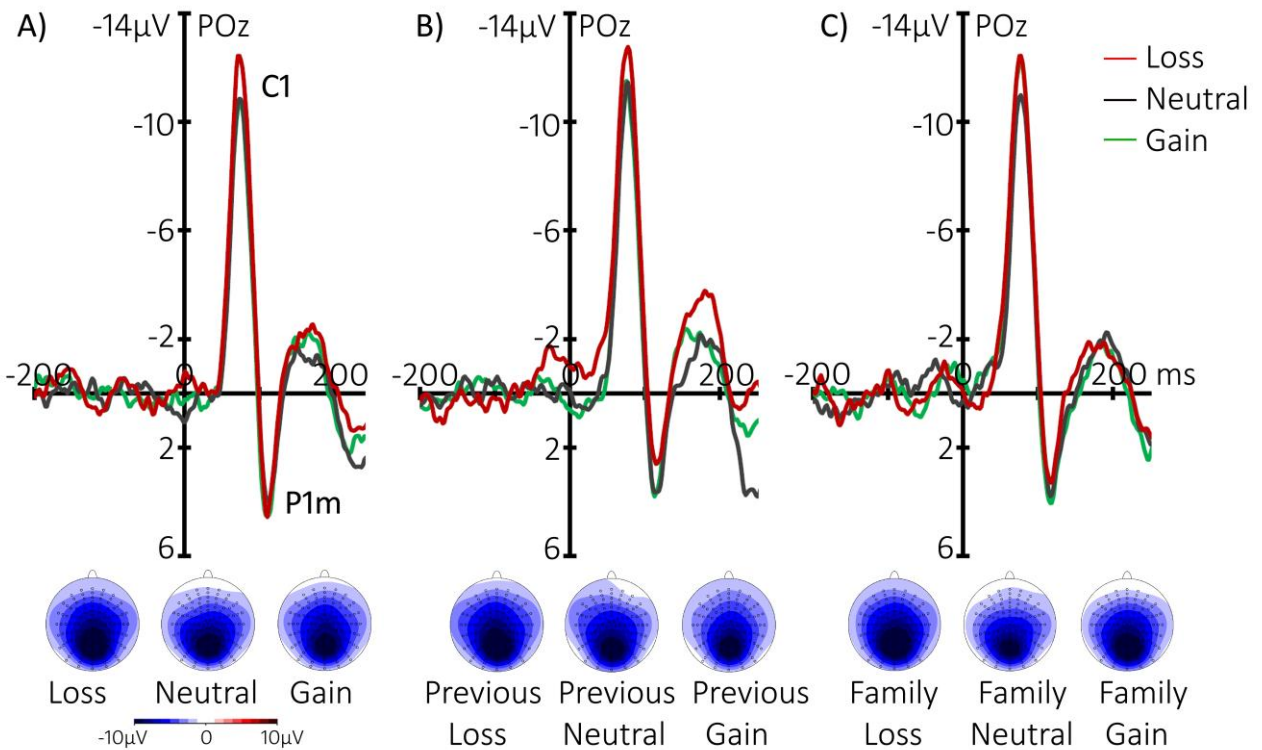 A)
-14µV
POz
C1
-10
-6
-2
-200
0
200
2
P1m
6
B)
-14µV
POz
-10
-6
-2
-200
0
200
2
6
C)
-14µV
POz
-10
-6
-2
-200
0
200 ms
2
6
Loss
Neutral
Gain
Loss
Neutral
Gain
-10µV
0
10µV
Previous
Loss
Previous
Neutral
Previous
Gain
Family
Loss
Family
Neutral
Family
Gain